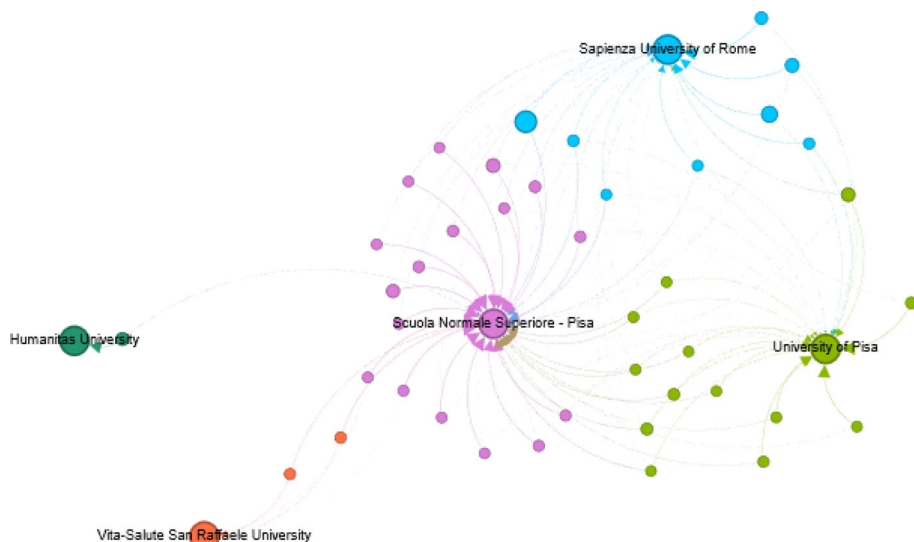 Sapienza University of Rome
Scuola Normale Superiore - Pisa
Humanitas University
University of Pisa
Vita-Salute San Raffaele University